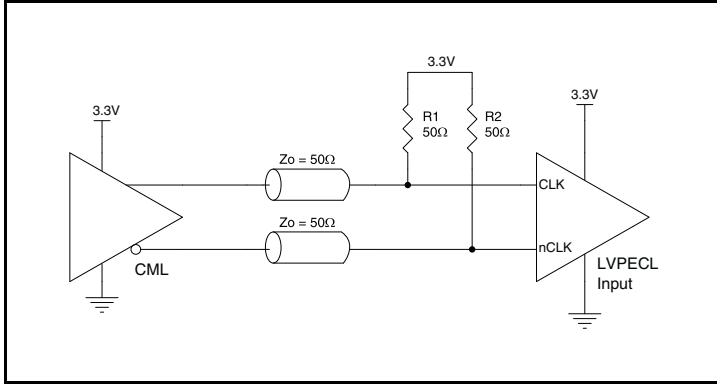 3.3V
3.3V
3.3V
R1
50Ω
R2
50Ω
Zo = 50Ω
CLK
Zo = 50Ω
nCLK
CML
LVPECL
Input